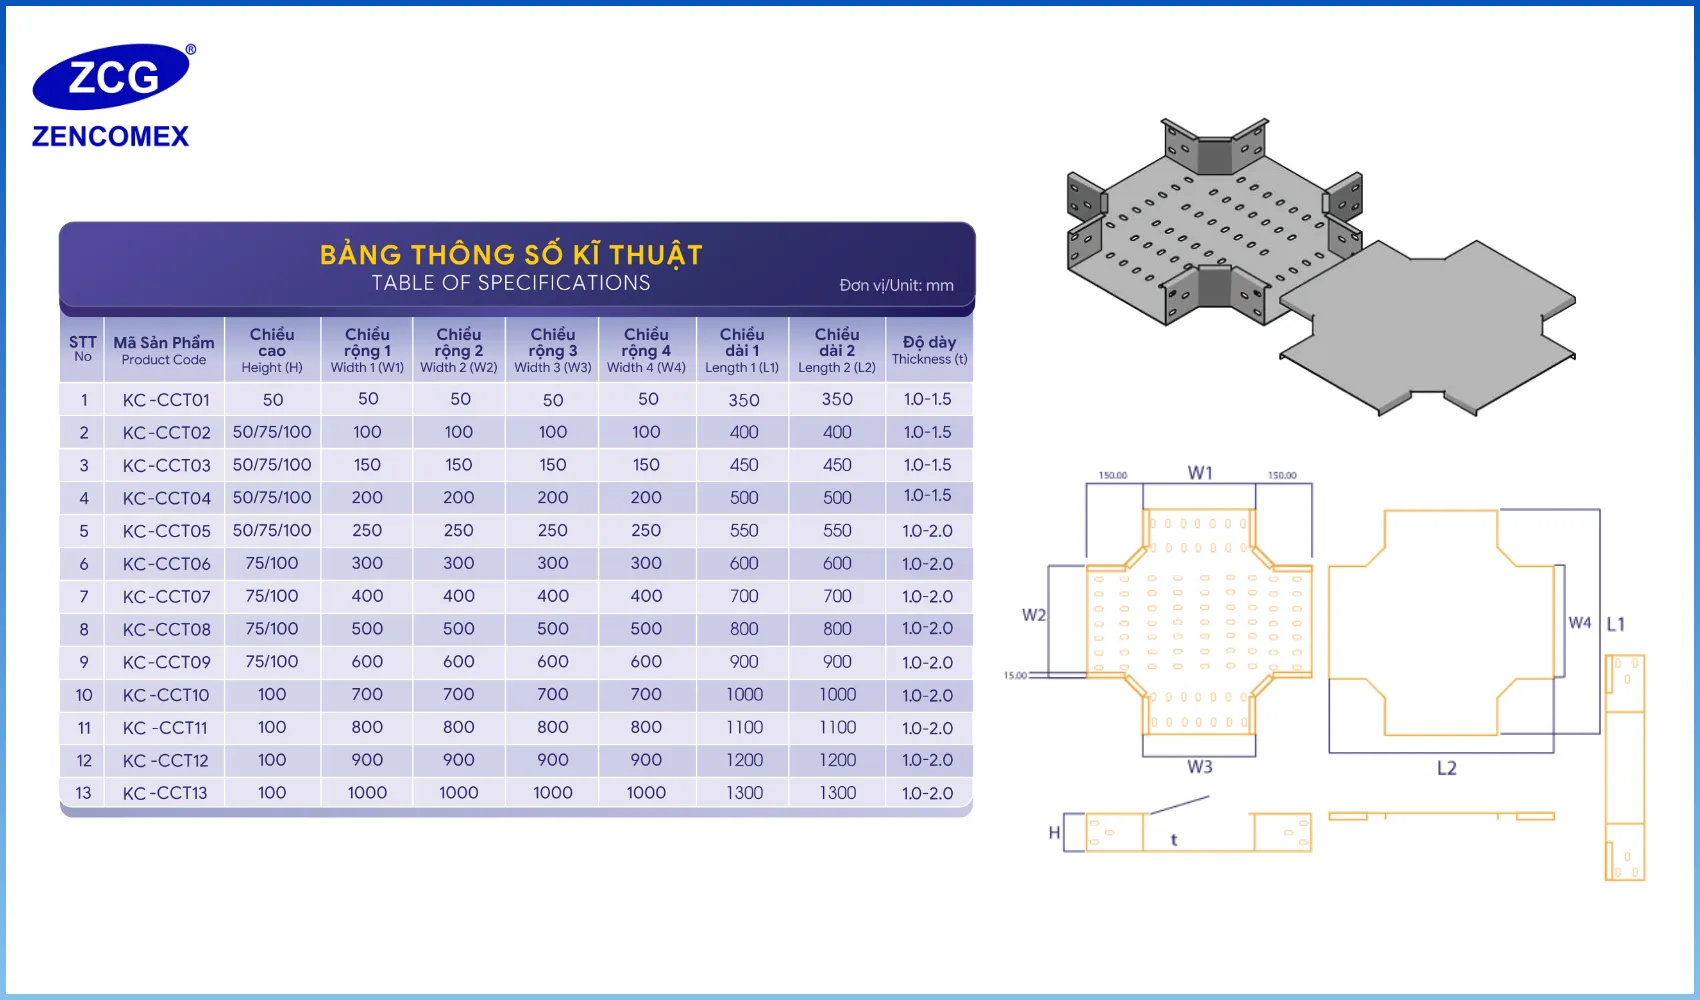 ZCG®
ZENCOMEX
BẢNG THÔNG SỐ KĨ THUẬT
TABLE OF SPECIFICATIONS
Đơn vị/Unit: mm
STT No | Mã Sản Phẩm Product Code | Chiều cao Height (H) | Chiều rộng 1 Width 1 (W1) | Chiều rộng 2 Width 2 (W2) | Chiều rộng 3 Width 3 (W3) | Chiều rộng 4 Width 4 (W4) | Chiều dài 1 Length 1 (L1) | Chiều dài 2 Length 2 (L2) | Độ dày Thickness (t)
1 | KC-CCT01 | 50 | 50 | 50 | 50 | 50 | 350 | 350 | 1.0-1.5
2 | KC-CCT02 | 50/75/100 | 100 | 100 | 100 | 100 | 400 | 400 | 1.0-1.5
3 | KC-CCT03 | 50/75/100 | 150 | 150 | 150 | 150 | 450 | 450 | 1.0-1.5
4 | KC-CCT04 | 50/75/100 | 200 | 200 | 200 | 200 | 500 | 500 | 1.0-1.5
5 | KC-CCT05 | 50/75/100 | 250 | 250 | 250 | 250 | 550 | 550 | 1.0-2.0
6 | KC-CCT06 | 75/100 | 300 | 300 | 300 | 300 | 600 | 600 | 1.0-2.0
7 | KC-CCT07 | 75/100 | 400 | 400 | 400 | 400 | 700 | 700 | 1.0-2.0
8 | KC-CCT08 | 75/100 | 500 | 500 | 500 | 500 | 800 | 800 | 1.0-2.0
9 | KC-CCT09 | 75/100 | 600 | 600 | 600 | 600 | 900 | 900 | 1.0-2.0
10 | KC-CCT10 | 100 | 700 | 700 | 700 | 700 | 1000 | 1000 | 1.0-2.0
11 | KC -CCT11 | 100 | 800 | 800 | 800 | 800 | 1100 | 1100 | 1.0-2.0
12 | KC-CCT12 | 100 | 900 | 900 | 900 | 900 | 1200 | 1200 | 1.0-2.0
13 | KC-CCT13 | 100 | 1000 | 1000 | 1000 | 1000 | 1300 | 1300 | 1.0-2.0
150.00 W1 150.00
W2
15.00
W3
W4
L1
L2
H
t